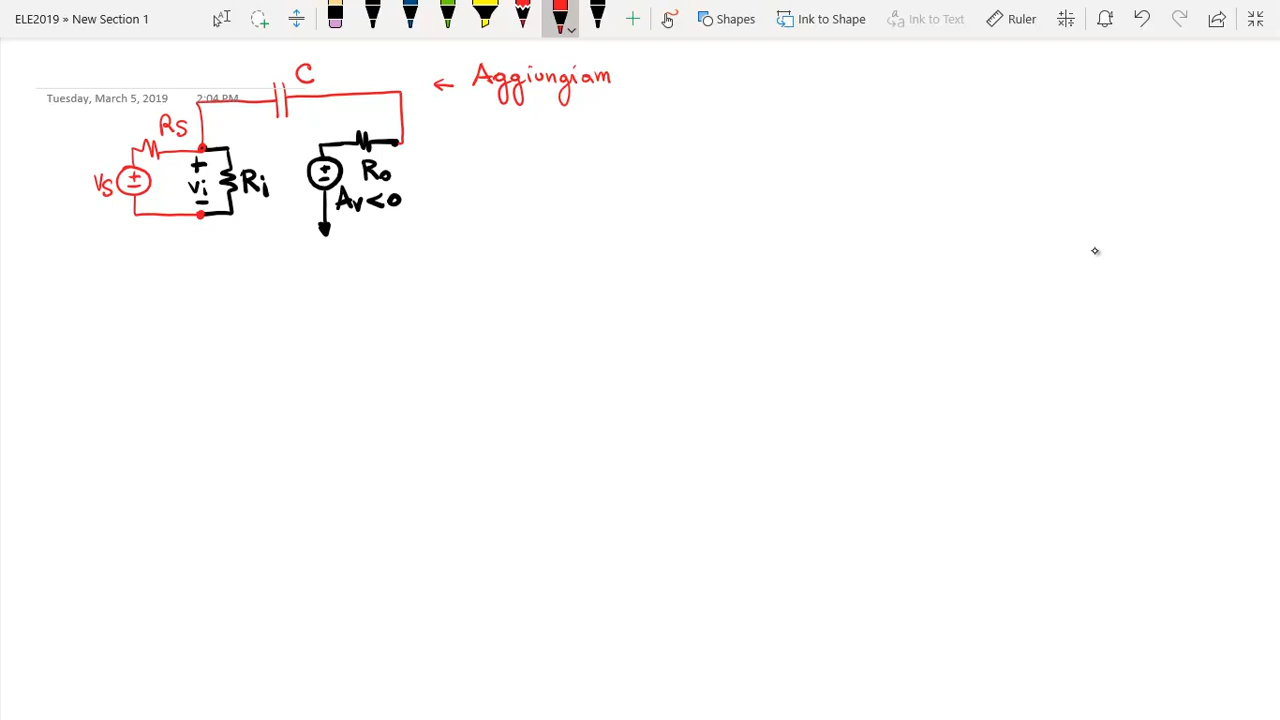 ELE2019 » New Section 1
Shapes
Ink to Shape
Ink to Text
Ruler
C
← Aggiungiam
Tuesday, March 5, 2019 2:04 PM
Rs
Ro
+
vs
vi
Ri
Av<0